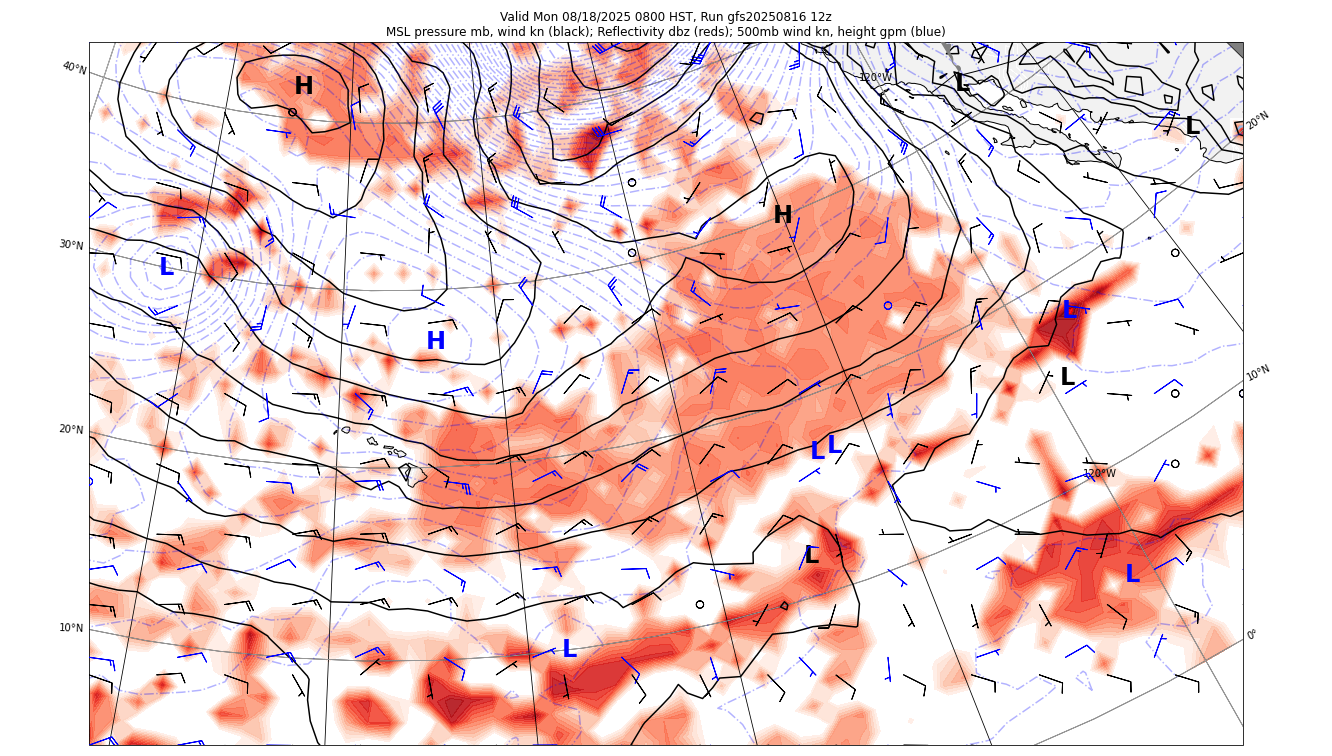 Valid Mon 08/18/2025 0800 HST, Run gfs20250816 12z
MSL pressure mb, wind kn (black); Reflectivity dbz (reds); 500mb wind kn, height gpm (blue)
40°N
120°W
L
H
L
20°N
H
30°N
L
L
H
10°N
L
20°N
L
L
120°W
L
L
10°N
0°
L